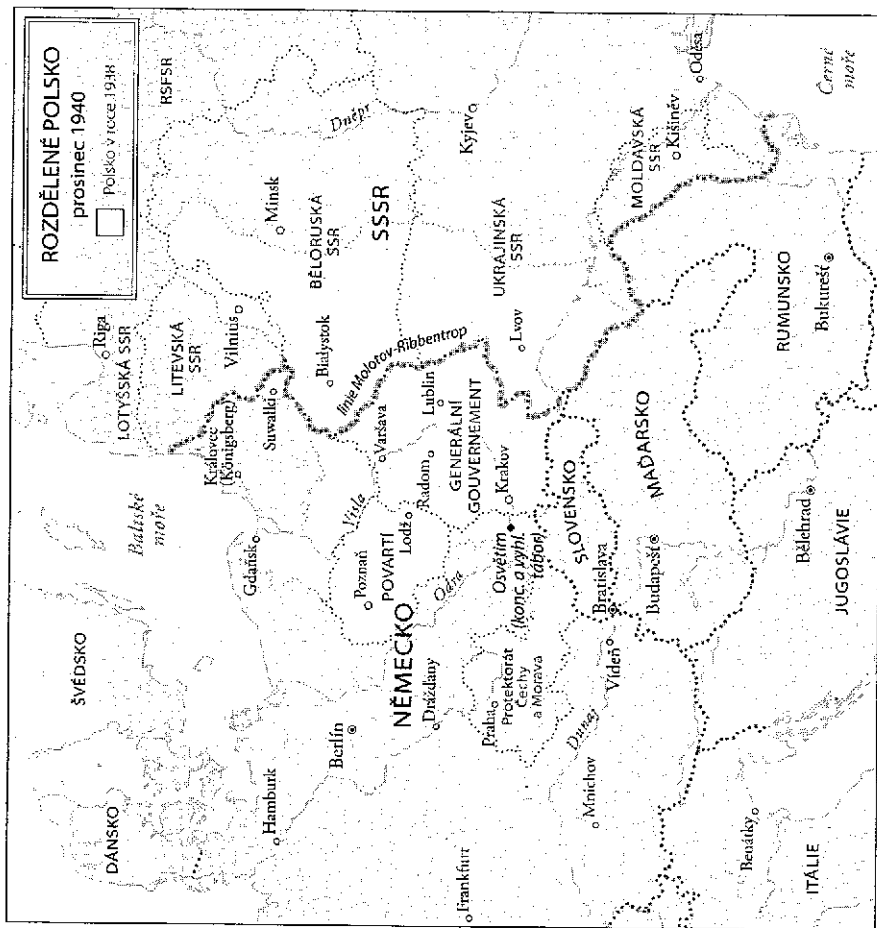 ROZDĚLENÉ POLSKO
prosinec 1940
Polsko v roce 1938
ŠVÉDSKO
DÁNSKO
Baltské
moře
Riga
LOTYŠSKÁ SSR
RSFSR
LITEVSKÁ
SSR
Vilnius
Královec
(Königsberg)
Suwałki
Gdaňsk
Hamburk
Minsk
BĚLORUSKÁ
SSR
Dněpr
Białystok
SSSR
linie Molotov-Ribbentrop
Visla
Varšava
Poznaň
POVARTÍ
Lodž
Berlín
NĚMECKO
Odra
Radom
Lublin
GENERÁLNÍ
GOUVERNEMENT
Drážďany
Frankfurt
Kyjev
UKRAJINSKÁ
SSR
Lvov
Krakov
Osvětim
(konc. a vyhl.
tábor)
Praha
Protektorát
Čechy
a Morava
SLOVENSKO
Dunaj
Mnichov
Vídeň
Bratislava
Budapešť
MAĎARSKO
MOLDAVSKÁ
SSR
Kišiněv
Oděsa
Černé
moře
RUMUNSKO
Bukurešť
Bělehrad
JUGOSLÁVIE
Benátky
ITÁLIE